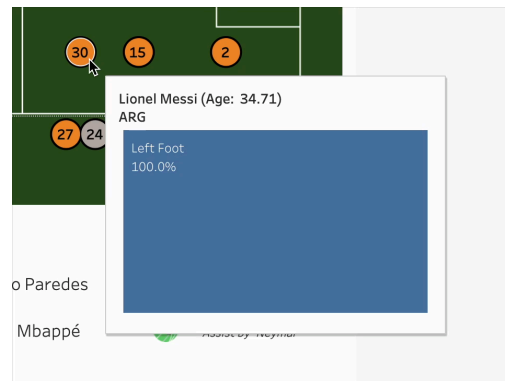 30 15 2
Lionel Messi (Age: 34.71)
ARG
27 24
Left Foot
100.0%
o Paredes
Mbappé
Assist by Neymar